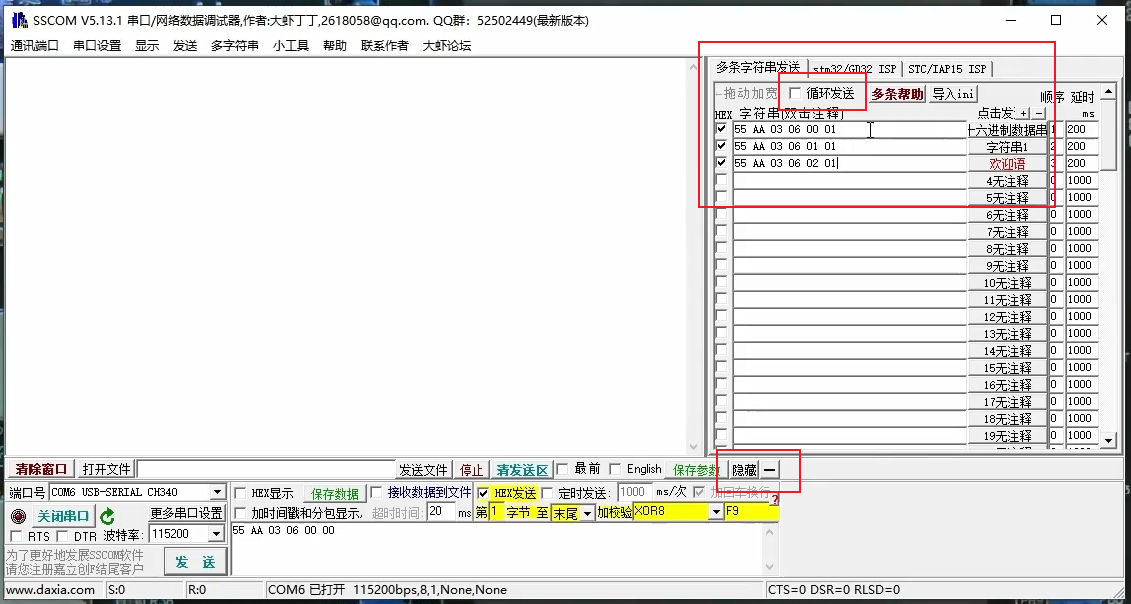 SSCOM V5.13.1 串口/网络数据调试器,作者:大虾丁丁,2618058@qq.com. QQ群: 52502449(最新版本)
通讯端口 串口设置 显示 发送 多字符串 小工具 帮助 联系作者 大虾论坛
多条字符串发送 stm32/GD32 ISP STC/IAP15 ISP
←拖动加宽 循环发送 多条帮助 导入ini 顺序 延时
HEX 字符串(双击注释) 点击发 + - ms
55 AA 03 06 00 01 十六进制数据串 1 200
55 AA 03 06 01 01 字符串1 2 200
55 AA 03 06 02 01 欢迎语 3 200
4无注释 0 1000
5无注释 0 1000
6无注释 0 1000
7无注释 0 1000
8无注释 0 1000
9无注释 0 1000
10无注释 0 1000
11无注释 0 1000
12无注释 0 1000
13无注释 0 1000
14无注释 0 1000
15无注释 0 1000
16无注释 0 1000
17无注释 0 1000
18无注释 0 1000
19无注释 0 1000
清除窗口 打开文件 发送文件 停止 清发送区 最前 English 保存参数 隐藏 —
端口号 COM6 USB-SERIAL CH340 HEX显示 保存数据 接收数据到文件 HEX发送 定时发送: 1000 ms/次 加回车换行
关闭串口 更多串口设置 加时间戳和分包显示, 超时时间: 20 ms 第 1 字节 至 末尾 加校验 XOR8 F9
?
RTS DTR 波特率: 115200 55 AA 03 06 00 00
为了更好地发展SSCOM软件
请您注册嘉立创F结尾客户
发 送
www.daxia.com S:0 R:0 COM6 已打开 115200bps,8,1,None,None CTS=0 DSR=0 RLSD=0